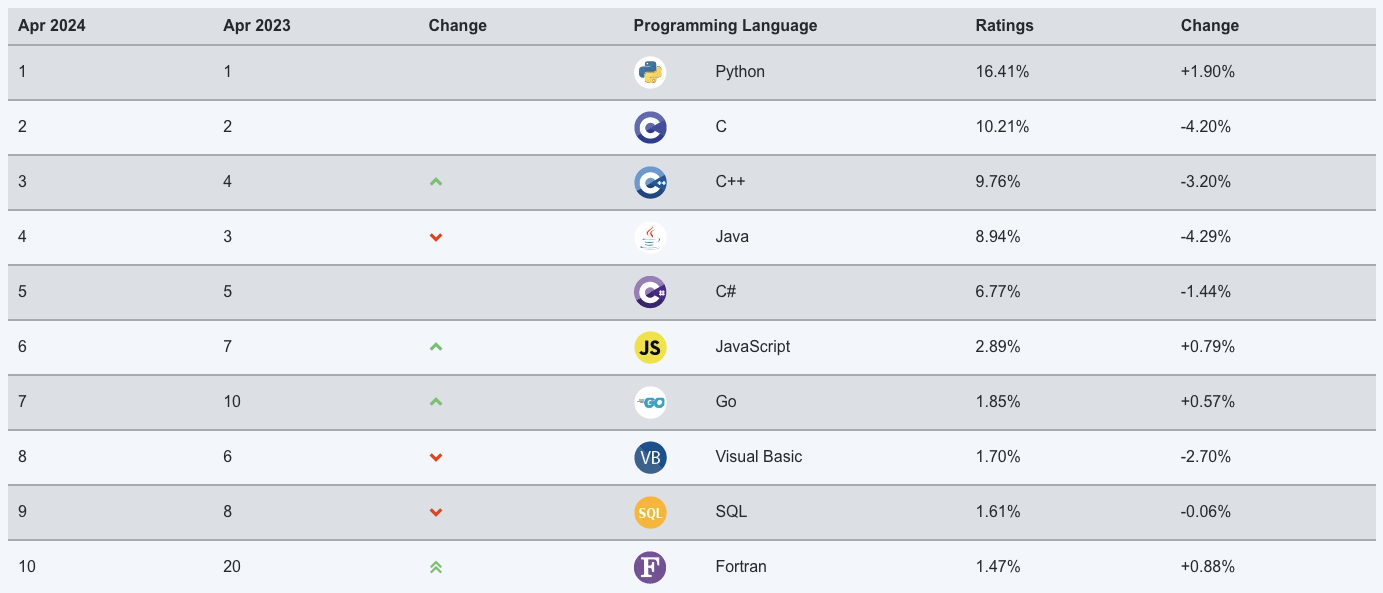 Apr 2024 Apr 2023 Change Programming Language Ratings Change
1 1 Python 16.41% +1.90%
2 2 C C 10.21% -4.20%
3 4 C++ C++ 9.76% -3.20%
4 3 Java 8.94% -4.29%
5 5 C# C# 6.77% -1.44%
6 7 JS JavaScript 2.89% +0.79%
7 10 GO Go 1.85% +0.57%
8 6 VB Visual Basic 1.70% -2.70%
9 8 SQL SQL 1.61% -0.06%
10 20 F Fortran 1.47% +0.88%